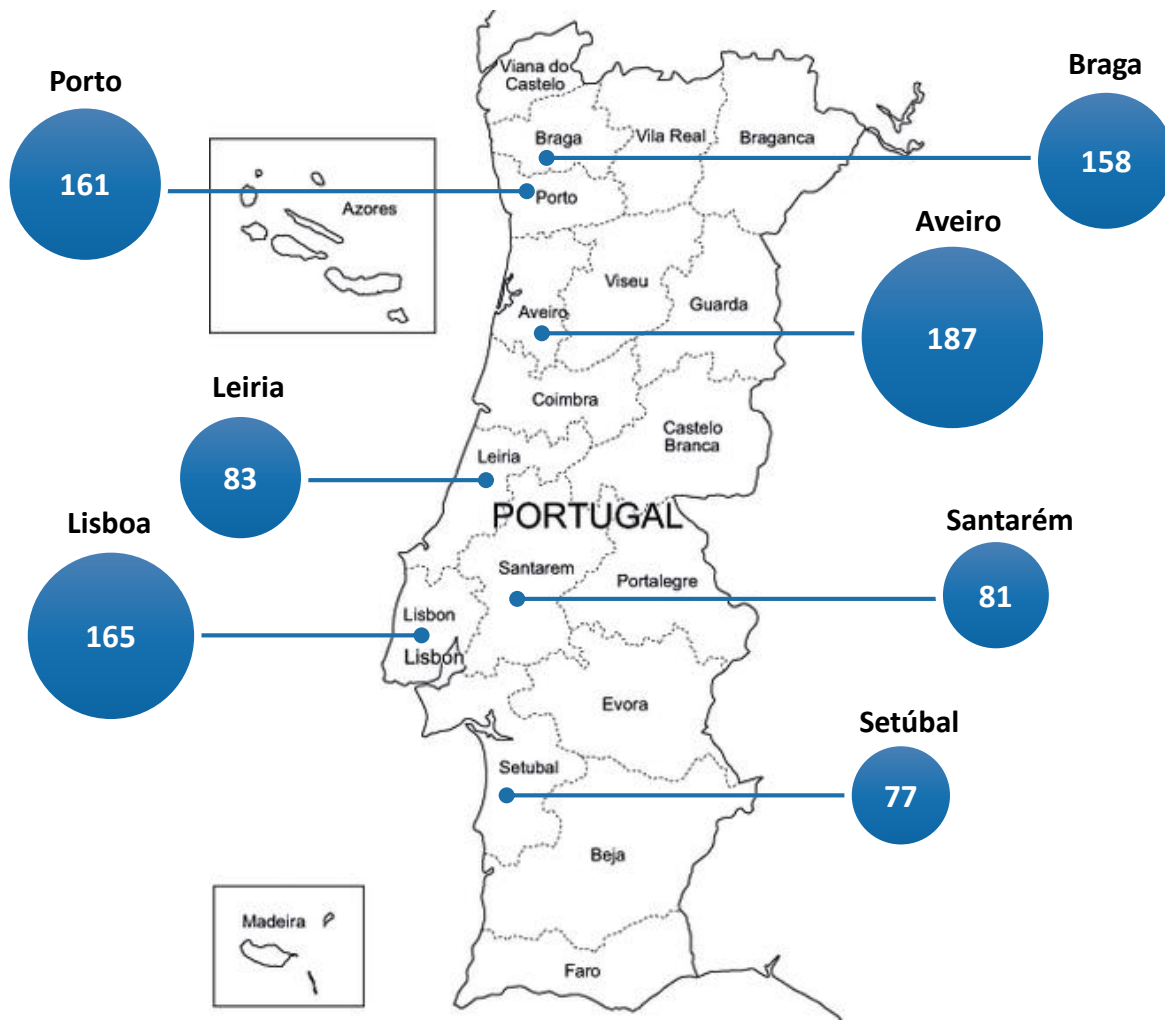 Porto
161
Braga
158
Aveiro
187
Leiria
83
Lisboa
165
Santarém
81
Setúbal
77
Viana do
Castelo
Braga
Vila Real
Braganca
Porto
Azores
Viseu
Guarda
Aveiro
Coimbra
Castelo
Branca
Leiria
PORTUGAL
Santarem
Portalegre
Lisbon
Lisbon
Evora
Setubal
Beja
Madeira
Faro